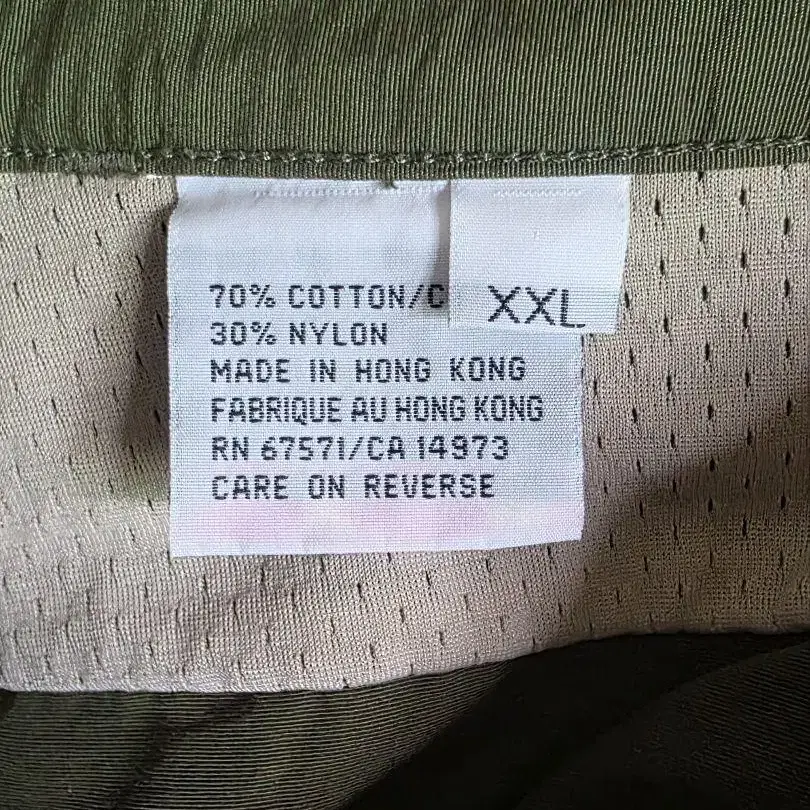 70% COTTON/C
30% NYLON
MADE IN HONG KONG
FABRIQUE AU HONG KONG
RN 67571/CA 14973
CARE ON REVERSE
XXL